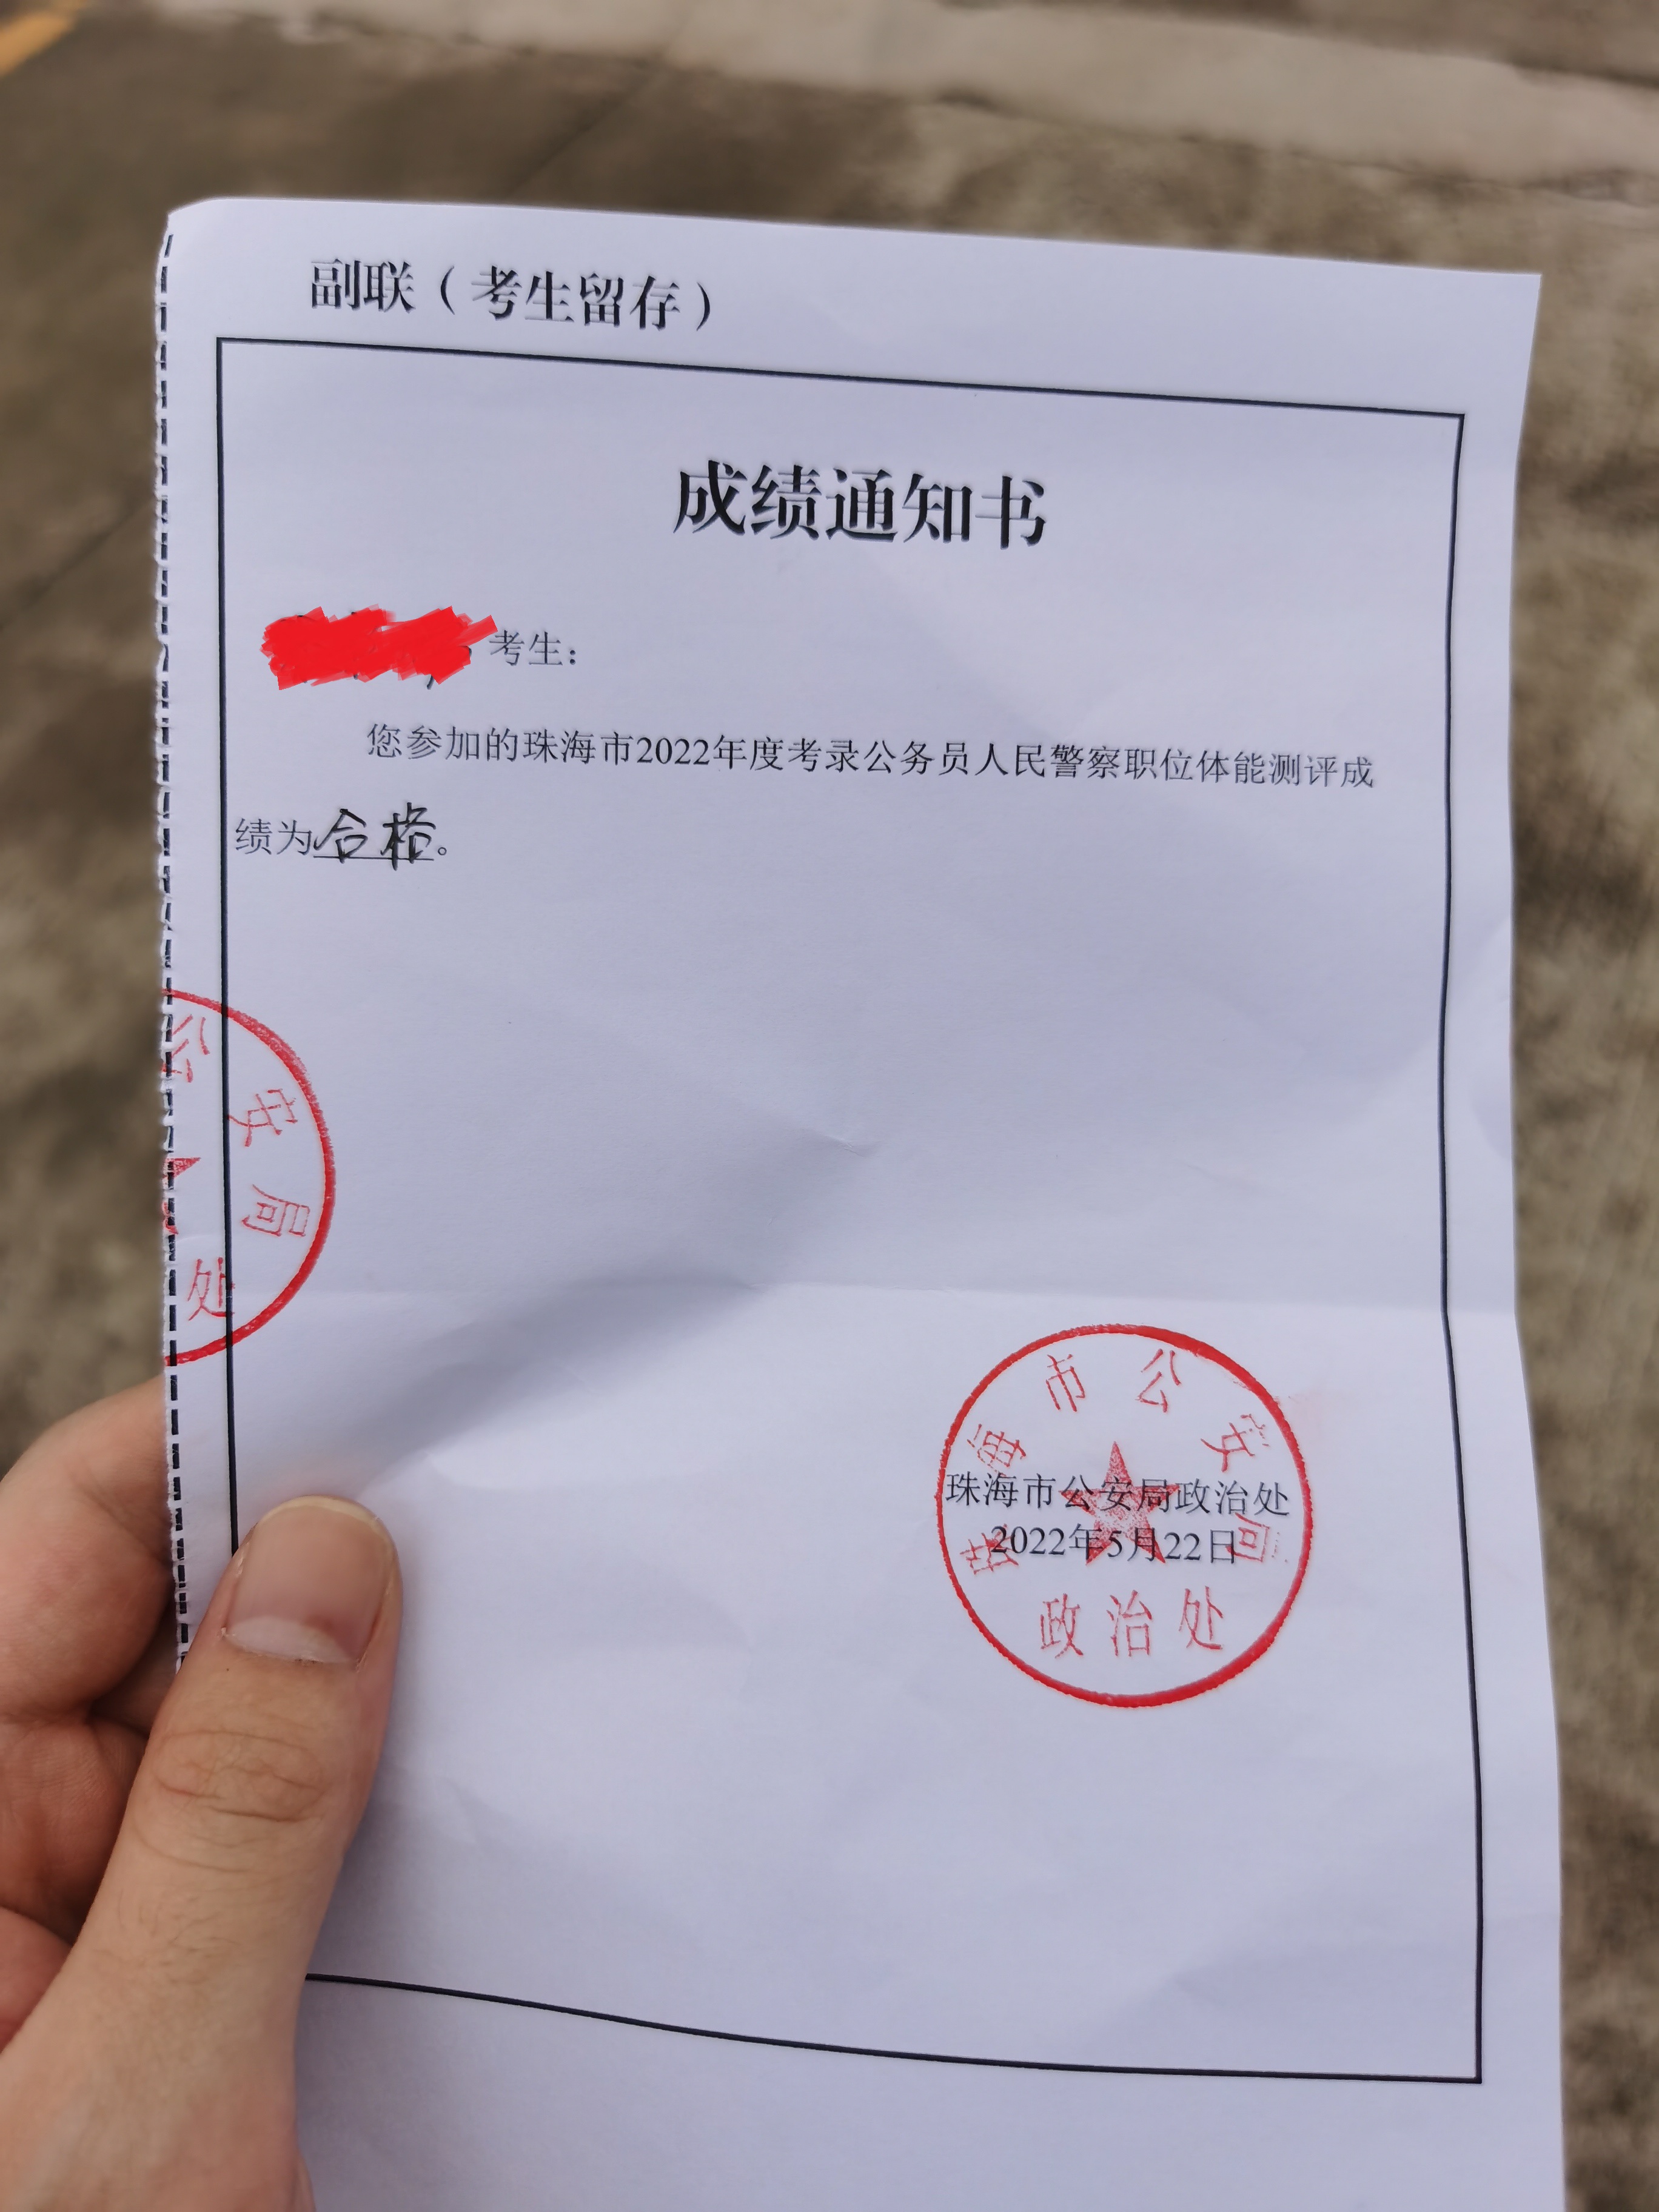 副联（考生留存）
成绩通知书
考生：
您参加的珠海市2022年度考录公务员人民警察职位体能测评成
绩为合格。
公安局
处
珠海市公安局
珠海市公安局政治处
2022年5月22日
政治处